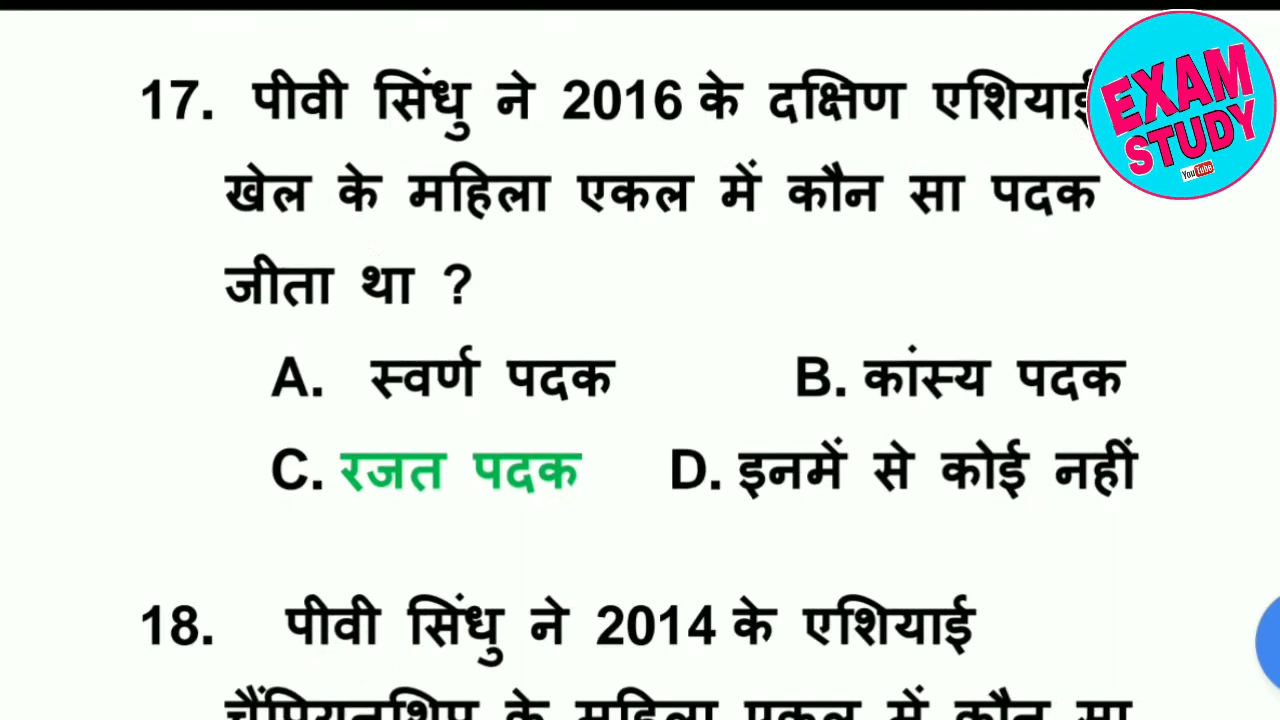 17. पीवी सिंधु ने 2016 के दक्षिण एशियाई
खेल के महिला एकल में कौन सा पदक
जीता था ?
A. स्वर्ण पदक B. कांस्य पदक
C. रजत पदक D. इनमें से कोई नहीं
18. पीवी सिंधु ने 2014 के एशियाई
चैंपियनशिप के महिला एकल में कौन सा
EXAM
STUDY
YouTube